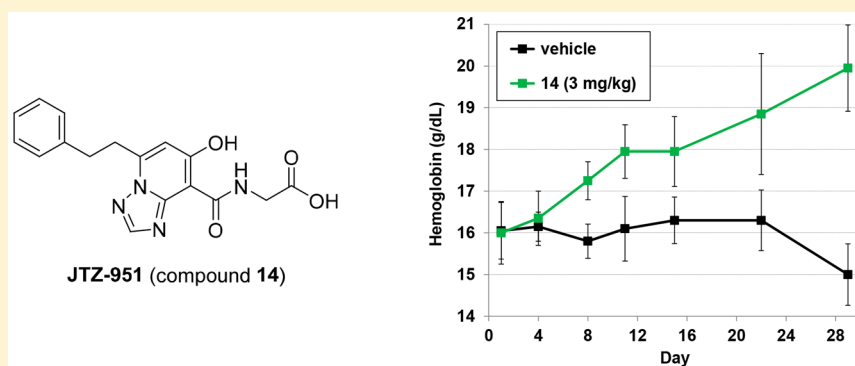 OH
H
N
O
OH
O
N
N
N
JTZ-951 (compound 14)
Hemoglobin (g/dL)
21
20
19
18
17
16
15
14
vehicle
14 (3 mg/kg)
0 4 8 12 16 20 24 28
Day